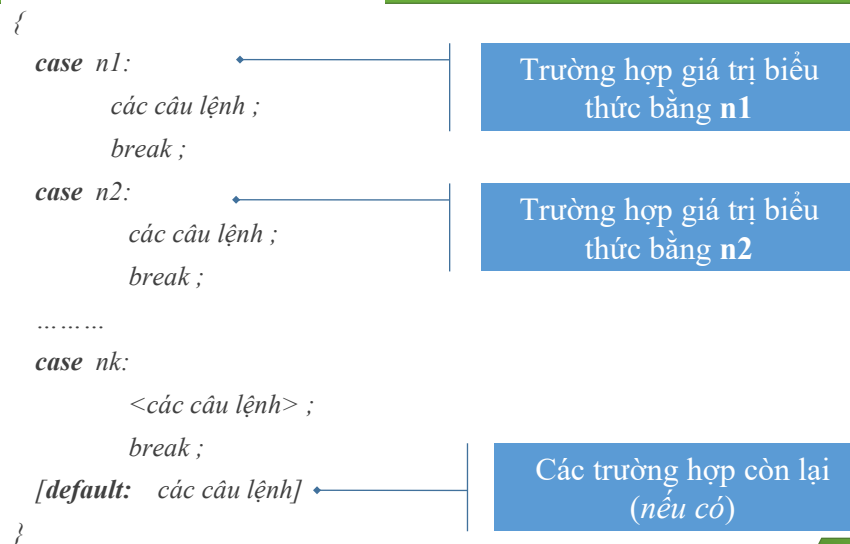 {
case n1:
Trường hợp giá trị biểu
thức bằng n1
các câu lệnh ;
break ;
case n2:
Trường hợp giá trị biểu
thức bằng n2
các câu lệnh ;
break ;
………
case nk:
<các câu lệnh> ;
break ;
[default: các câu lệnh]
Các trường hợp còn lại
(nếu có)
}